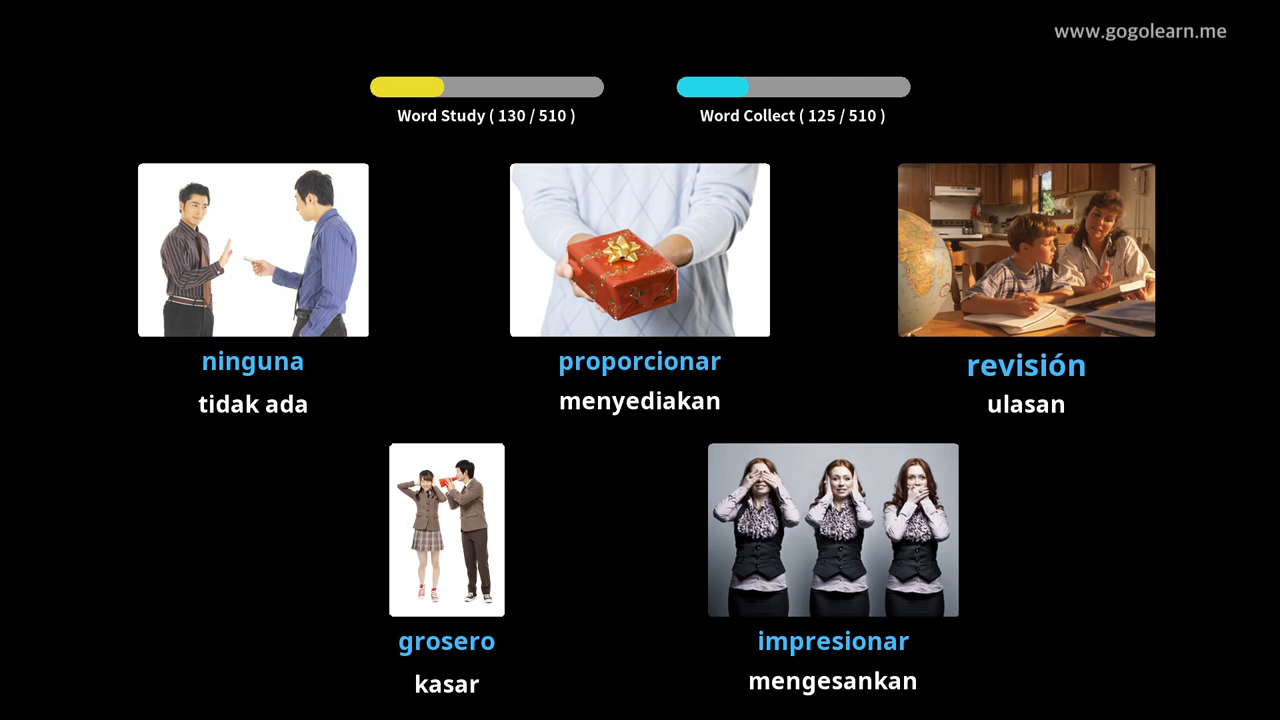 www.gogolearn.me
Word Study ( 130 / 510 )
Word Collect ( 125 / 510 )
ninguna
tidak ada
proporcionar
menyediakan
revisión
ulasan
grosero
kasar
impresionar
mengesankan